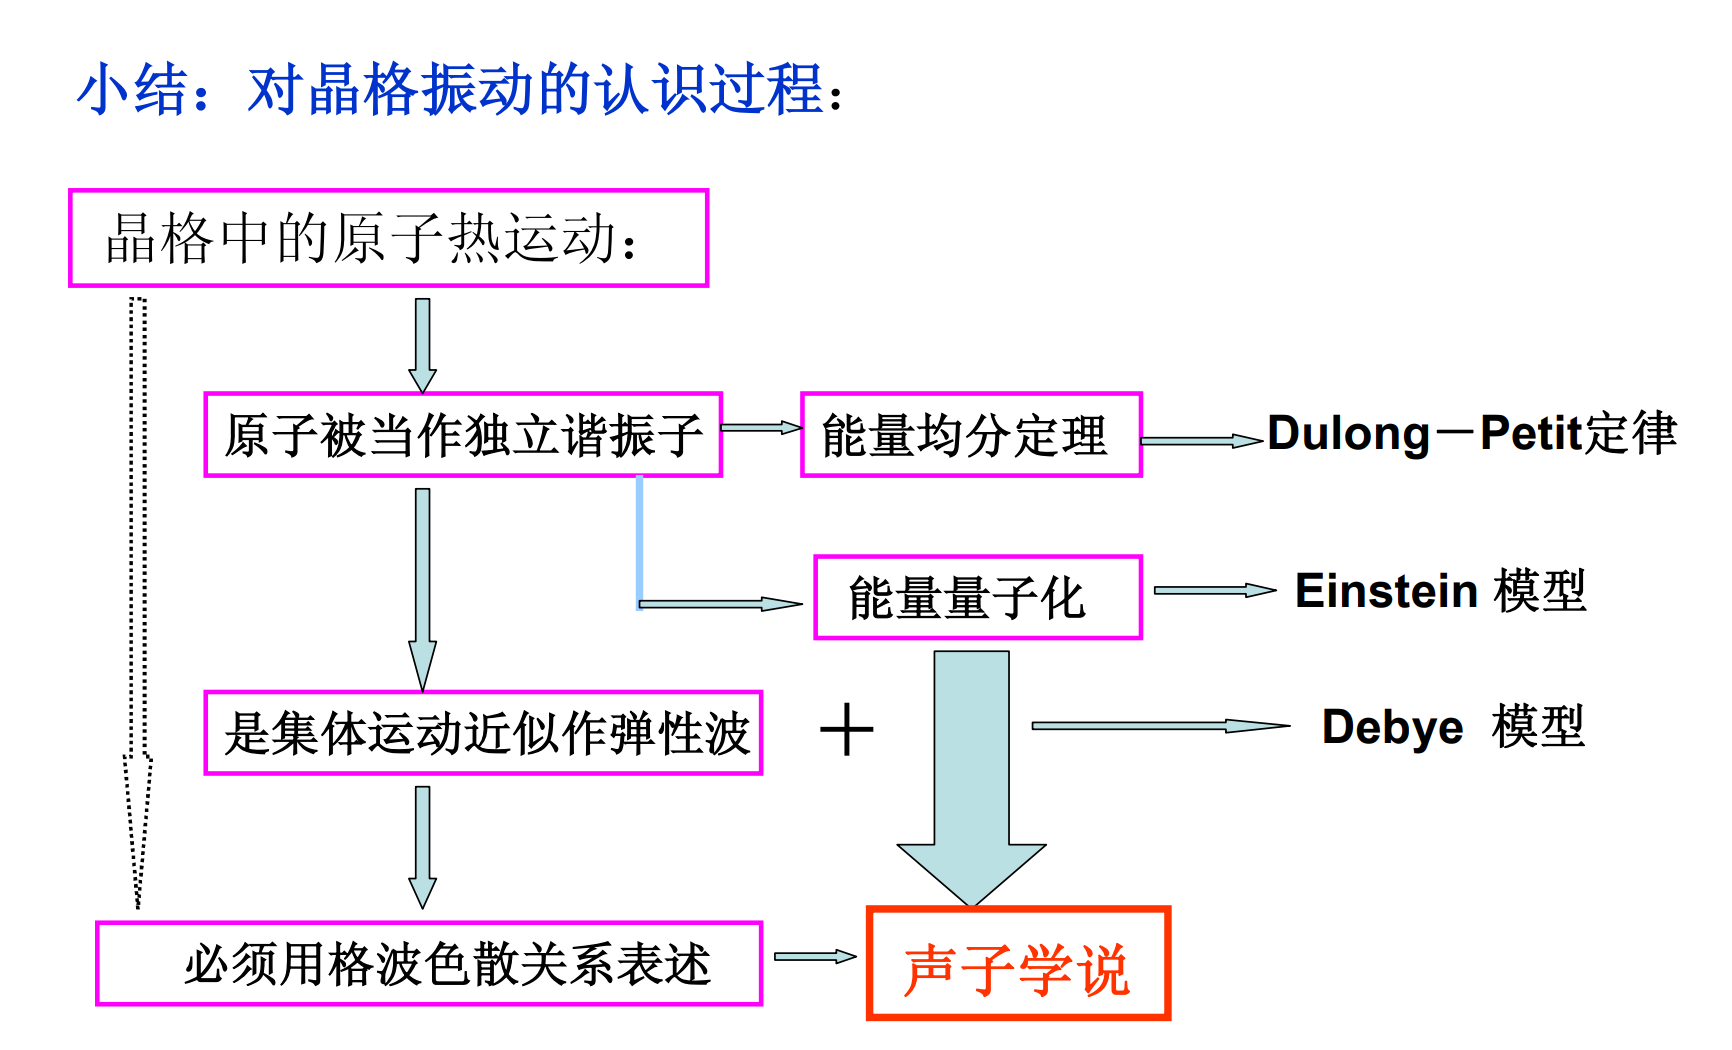 小结：对晶格振动的认识过程：
晶格中的原子热运动：
原子被当作独立谐振子
能量均分定理
Dulong－Petit定律
能量量子化
Einstein 模型
是集体运动近似作弹性波
＋
Debye 模型
必须用格波色散关系表述
声子学说